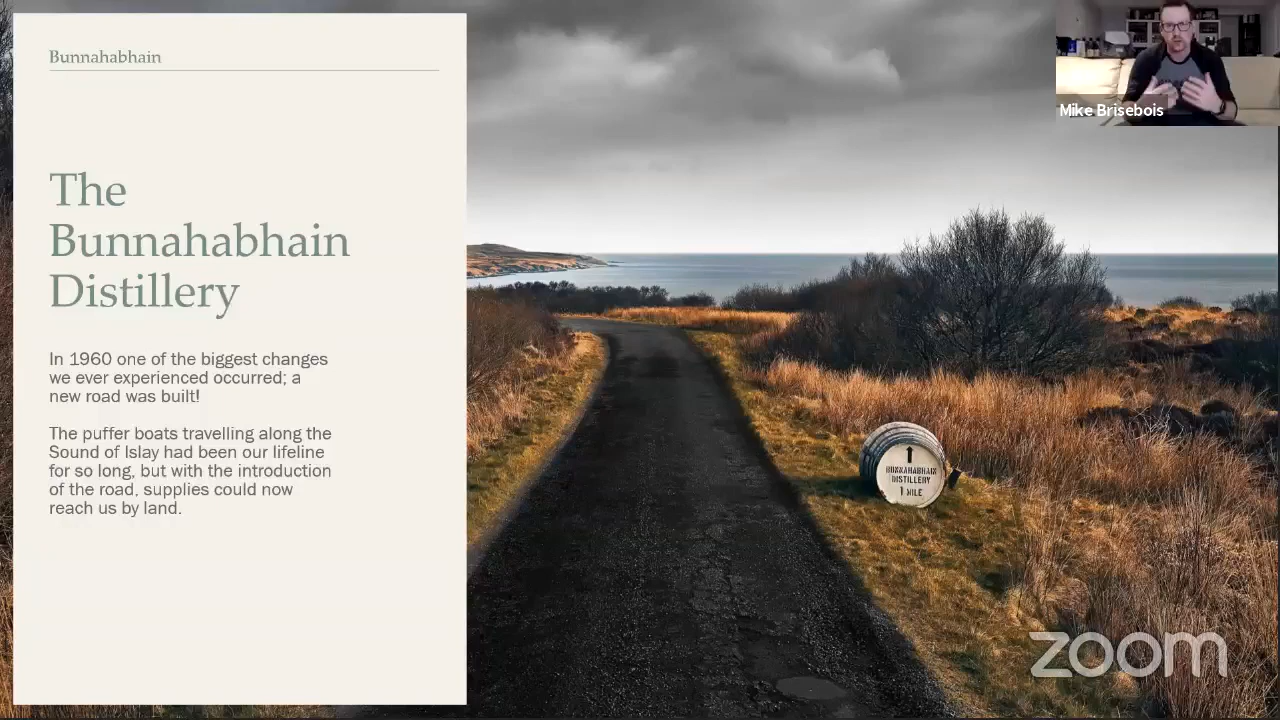 Bunnahabhain
The
Bunnahabhain
Distillery
In 1960 one of the biggest changes
we ever experienced occurred; a
new road was built!
The puffer boats travelling along the
Sound of Islay had been our lifeline
for so long, but with the introduction
of the road, supplies could now
reach us by land.
Mike Brisebois
BUNNAHABHAIN
DISTILLERY
1 MILE
zoom